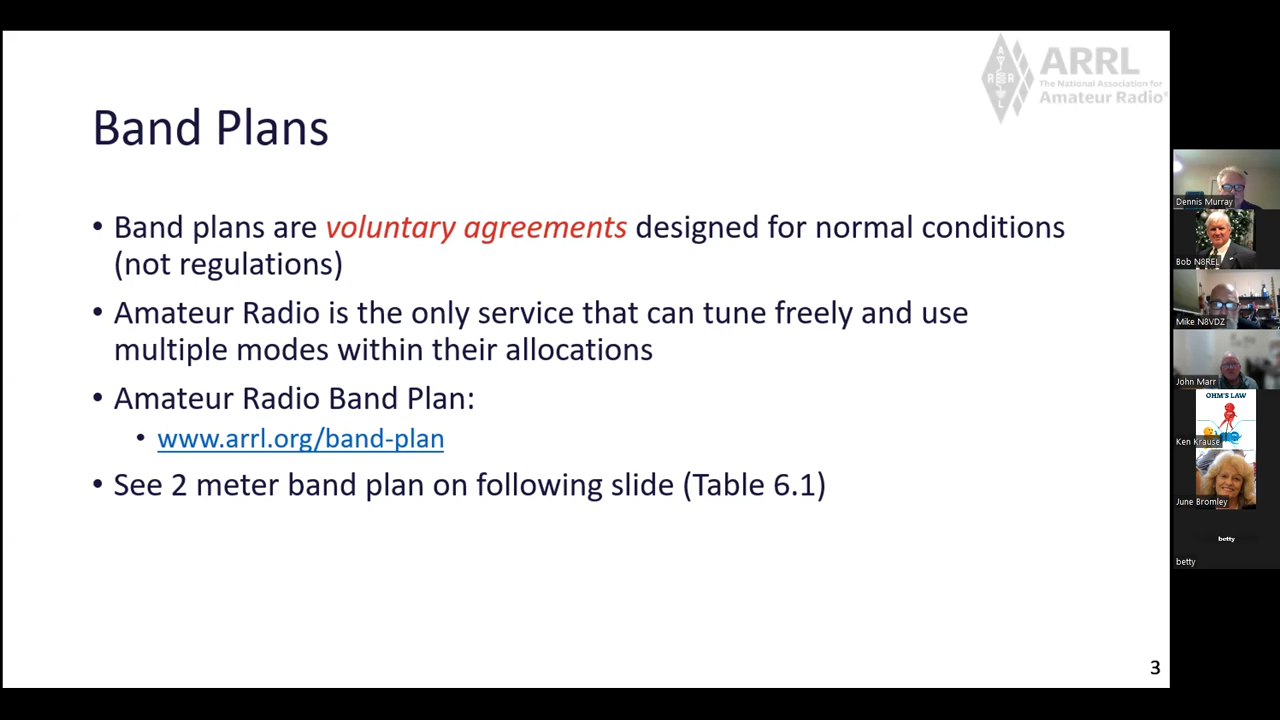 ARRL
The National Association for
Amateur Radio®
Band Plans
• Band plans are voluntary agreements designed for normal conditions
(not regulations)
• Amateur Radio is the only service that can tune freely and use
multiple modes within their allocations
• Amateur Radio Band Plan:
• www.arrl.org/band-plan
• See 2 meter band plan on following slide (Table 6.1)
3
Dennis Murray
Bob N8REL
Mike N8VDZ
John Marr
OHM'S LAW
Ken Krause
June Bromley
betty
betty